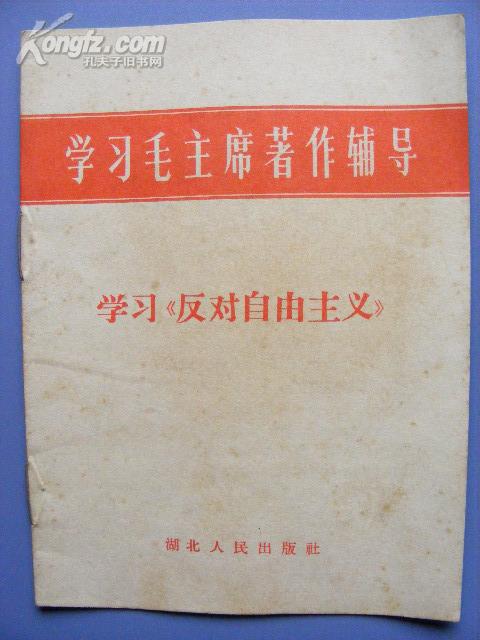 Kongfz.com
孔夫子旧书网
学习毛主席著作辅导
学习《反对自由主义》
湖北人民出版社